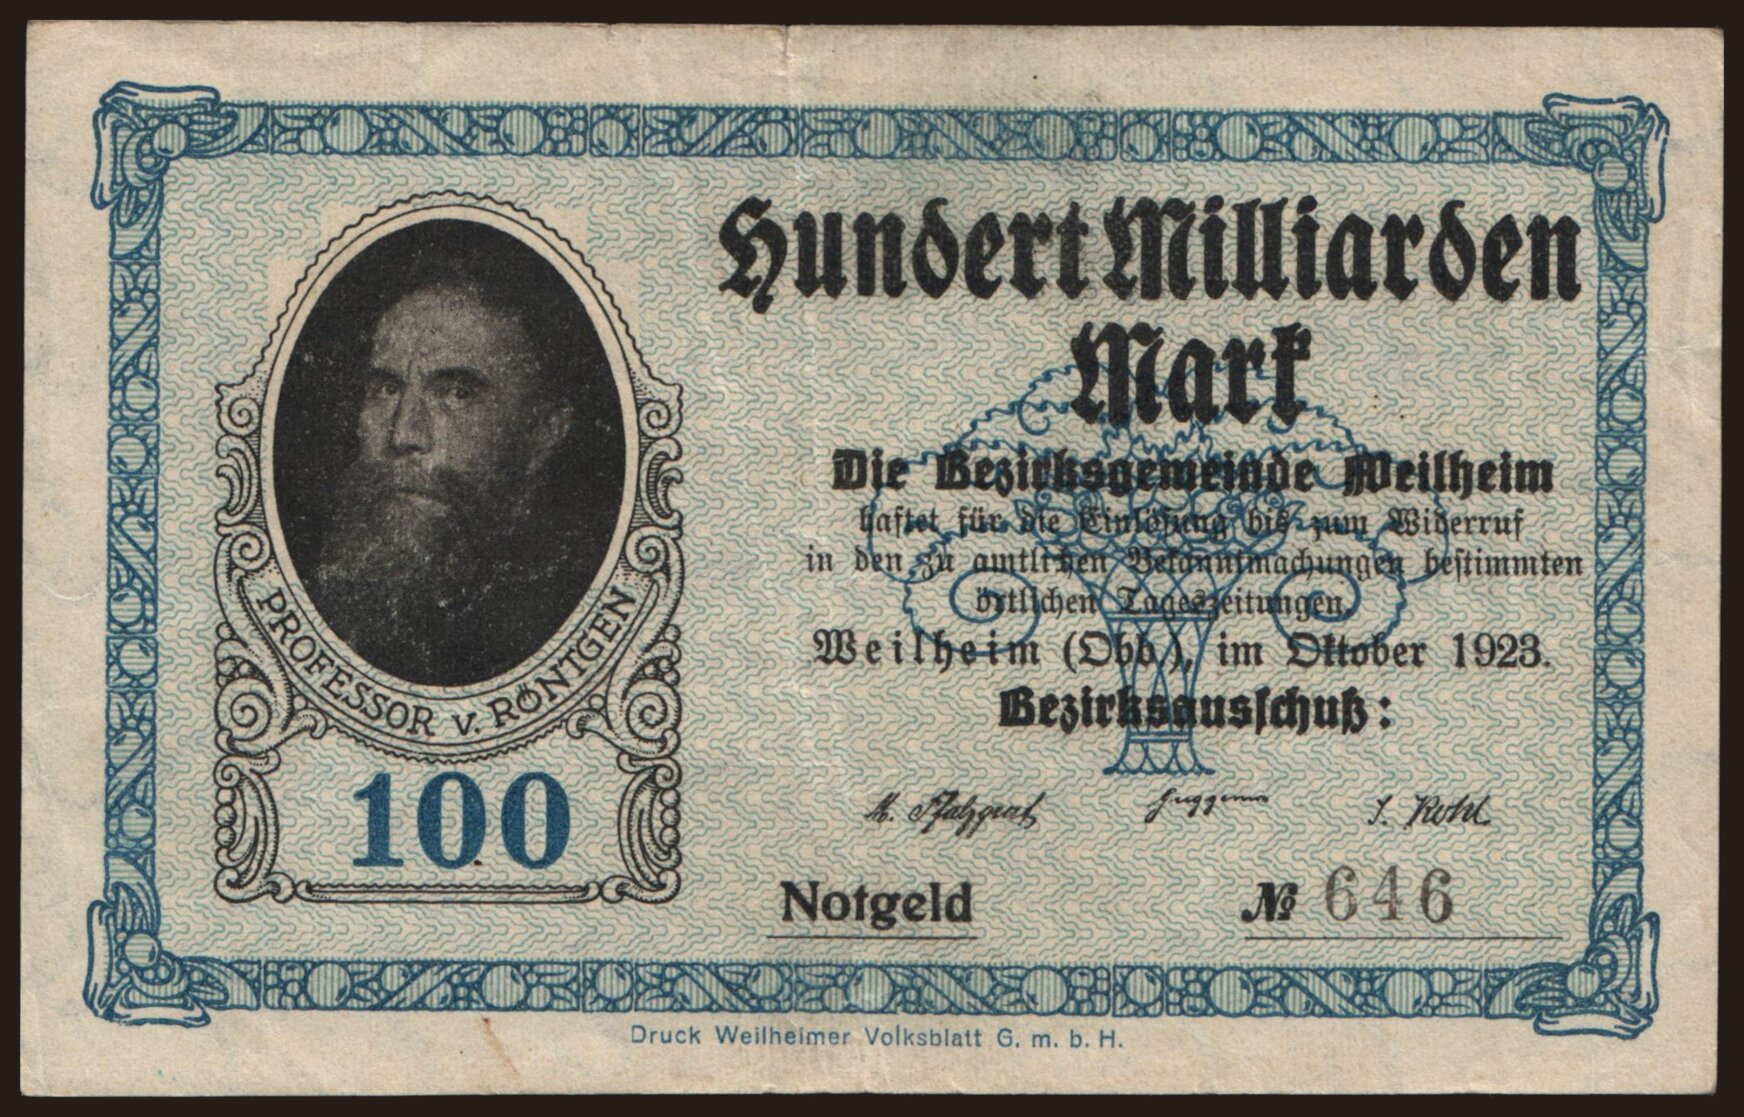 Hundert Milliarden
Mark
Die Bezirksgemeinde Weilheim
haftet für die Einlösung bis zum Widerruf
in den zu amtlichen Bekanntmachungen bestimmten
örtlichen Tageszeitungen.
Weilheim (Obb.), im Oktober 1923.
Bezirksausschuß:
M. Pfalzgraf
PROFESSOR v. RÖNTGEN
100
Notgeld
№ 646
Druck Weilheimer Volksblatt G. m. b. H.